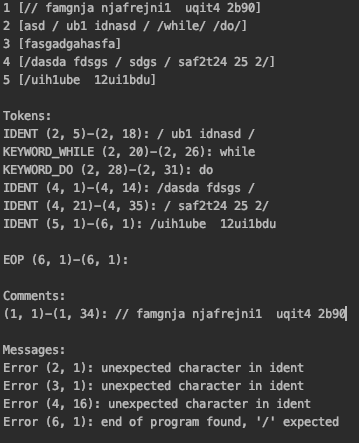 1 [// famgnja njafrejni1  uqit4 2b90]
2 [asd / ub1 idnasd / /while/ /do/]
3 [fasgadgahasfa]
4 [/dasda fdsgs / sdgs / saf2t24 25 2/]
5 [/uih1ube  12ui1bdu]

Tokens:
IDENT (2, 5)-(2, 18): / ub1 idnasd /
KEYWORD_WHILE (2, 20)-(2, 26): while
KEYWORD_DO (2, 28)-(2, 31): do
IDENT (4, 1)-(4, 14): /dasda fdsgs /
IDENT (4, 21)-(4, 35): / saf2t24 25 2/
IDENT (5, 1)-(6, 1): /uih1ube  12ui1bdu

EOP (6, 1)-(6, 1):

Comments:
(1, 1)-(1, 34): // famgnja njafrejni1  uqit4 2b90

Messages:
Error (2, 1): unexpected character in ident
Error (3, 1): unexpected character in ident
Error (4, 16): unexpected character in ident
Error (6, 1): end of program found, '/' expected